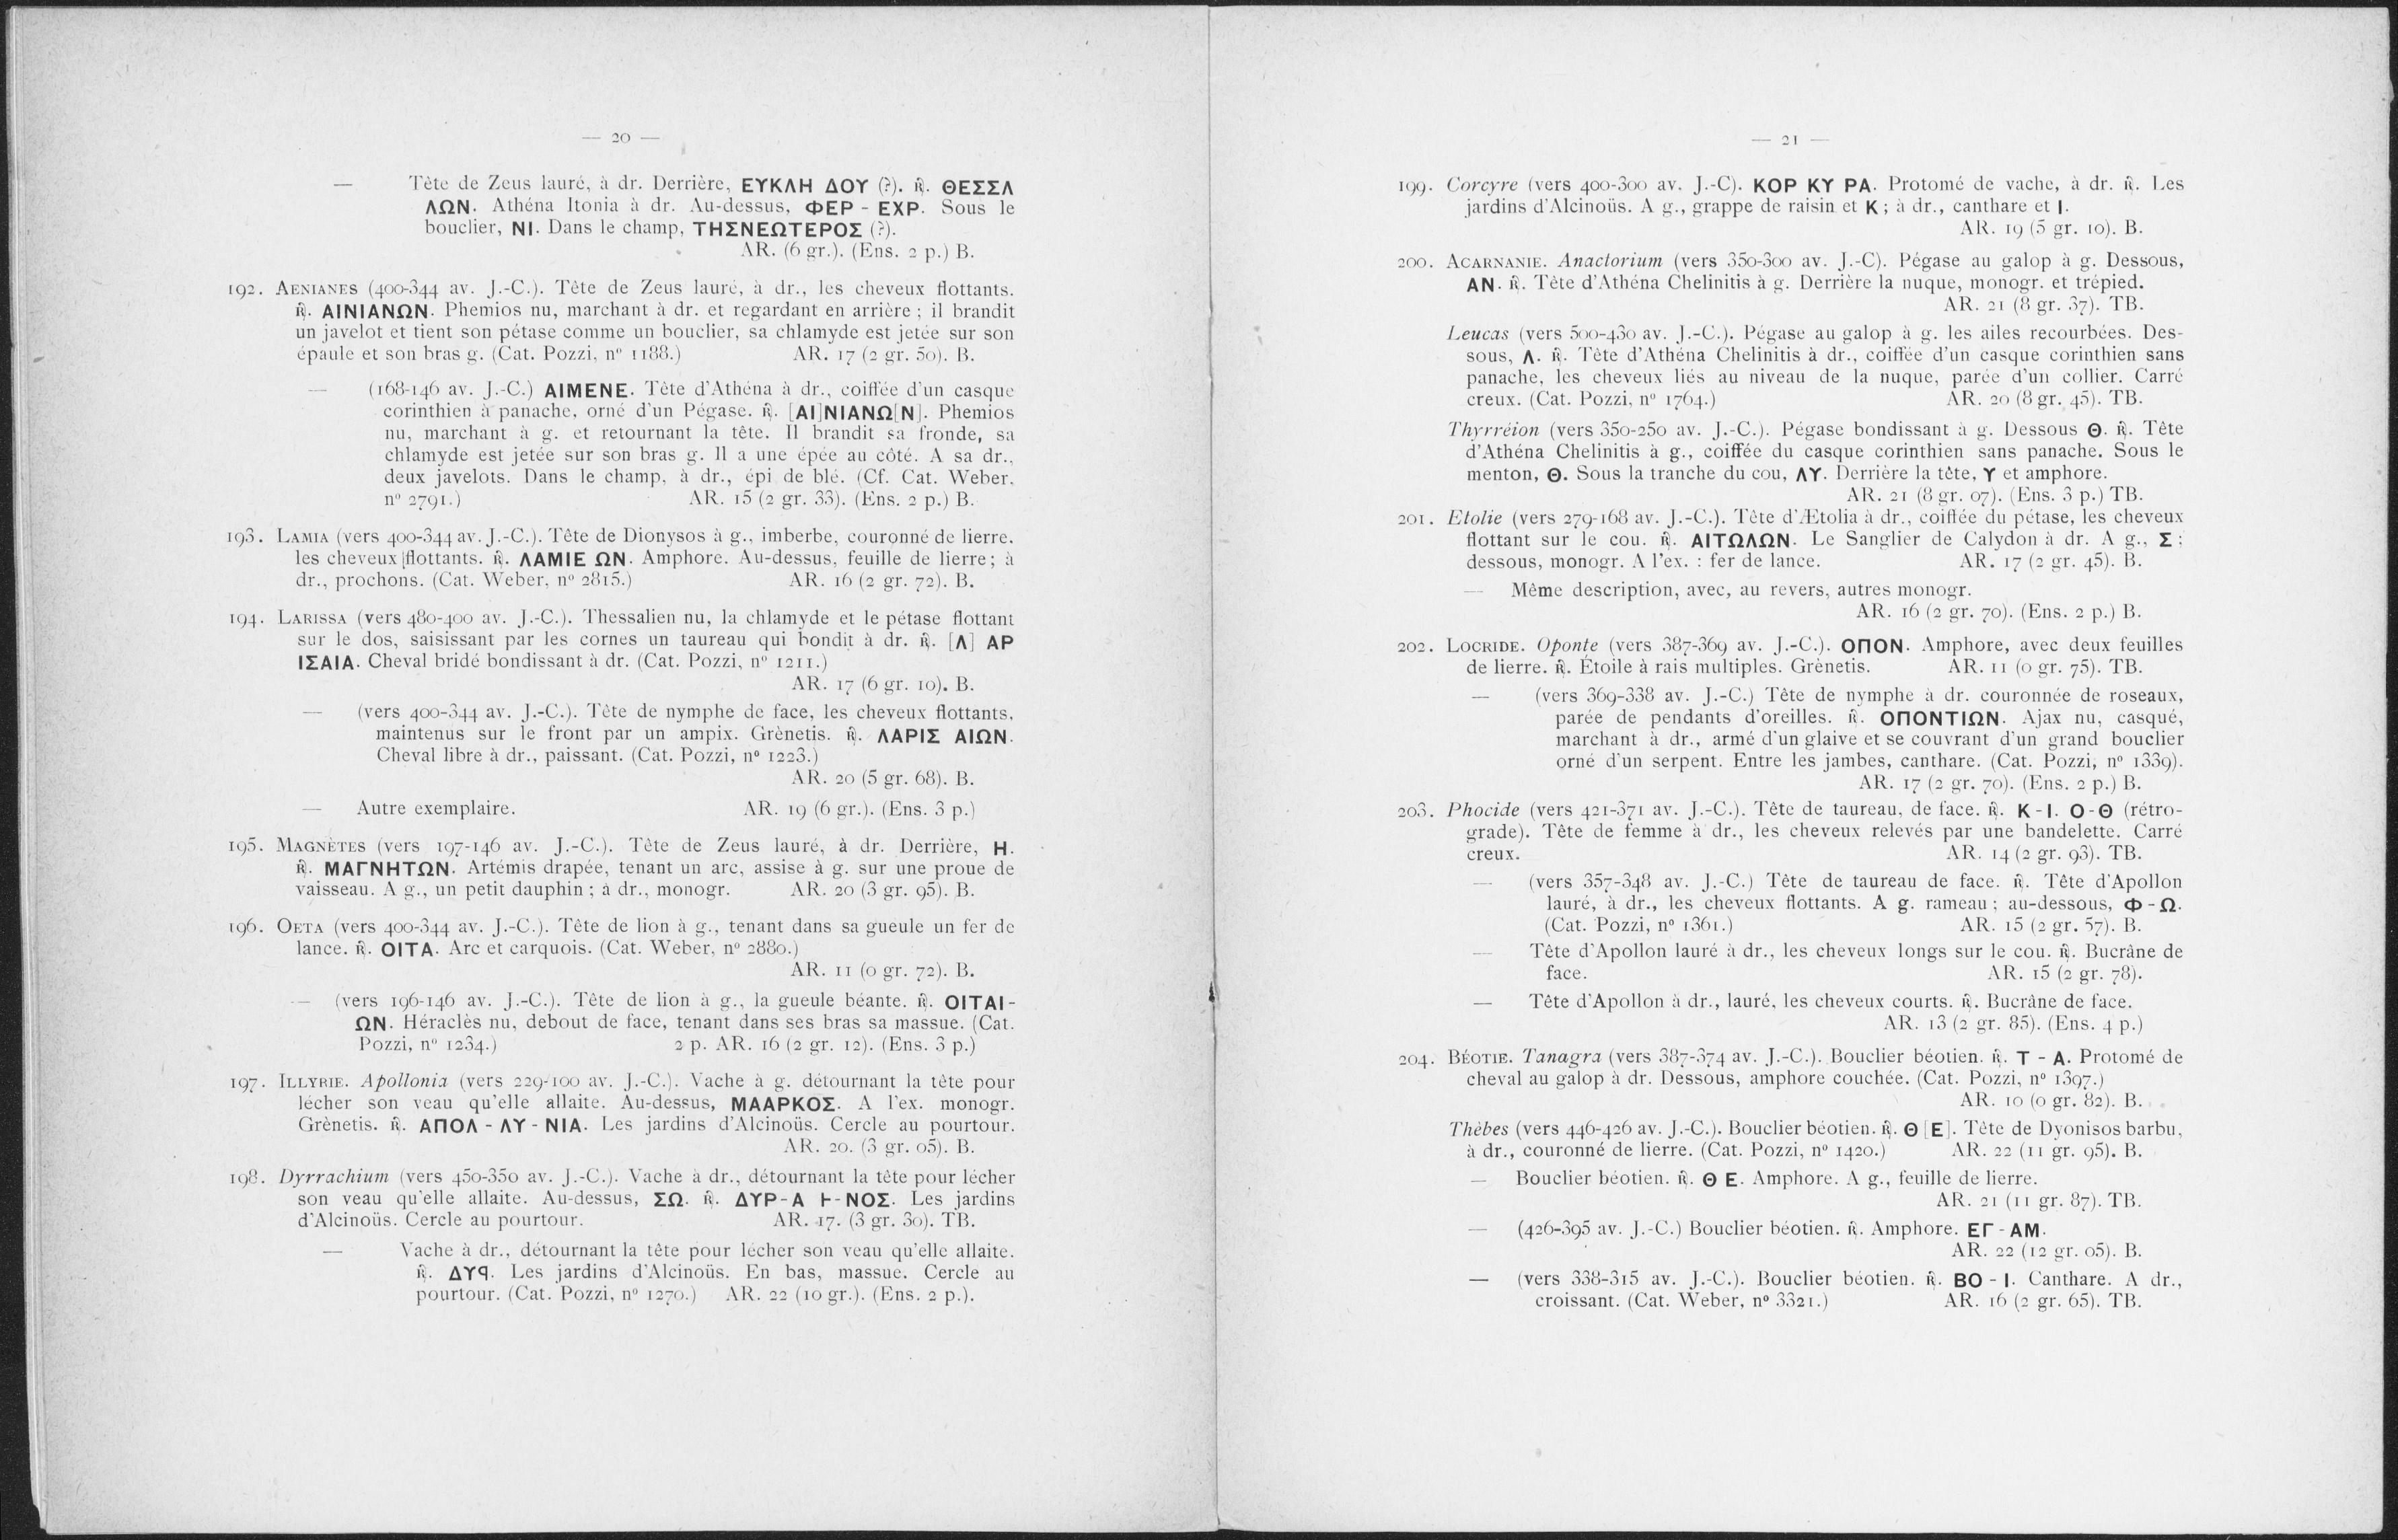 — 20 —
— Tête de Zeus lauré, à dr. Derrière, ΕΥΚΛΗ ΔΟΥ (?). ℟. ΘΕΣΣΛ
ΛΩΝ. Athéna Itonia à dr. Au-dessus, ΦΕΡ - ΕΧΡ. Sous le
bouclier, ΝΙ. Dans le champ, ΤΗΣΝΕΩΤΕΡΟΣ (?).
AR. (6 gr.). (Ens. 2 p.) B.
192. AENIANES (400-344 av. J.-C.). Tête de Zeus lauré, à dr., les cheveux flottants.
℟. ΑΙΝΙΑΝΩΝ. Phemios nu, marchant à dr. et regardant en arrière ; il brandit
un javelot et tient son pétase comme un bouclier, sa chlamyde est jetée sur son
épaule et son bras g. (Cat. Pozzi, nº 1188.) AR. 17 (2 gr. 50). B.
— (168-146 av. J.-C.) ΑΙΜΕΝΕ. Tête d'Athéna à dr., coiffée d'un casque
corinthien à panache, orné d'un Pégase. ℟. [ΑΙ]ΝΙΑΝΩ[Ν]. Phemios
nu, marchant à g. et retournant la tête. Il brandit sa fronde, sa
chlamyde est jetée sur son bras g. Il a une épée au côté. A sa dr.,
deux javelots. Dans le champ, à dr., épi de blé. (Cf. Cat. Weber,
nº 2791.) AR. 15 (2 gr. 33). (Ens. 2 p.) B.
193. LAMIA (vers 400-344 av. J.-C.). Tête de Dionysos à g., imberbe, couronné de lierre,
les cheveux flottants. ℟. ΛΑΜΙΕ ΩΝ. Amphore. Au-dessus, feuille de lierre ; à
dr., prochons. (Cat. Weber, nº 2815.) AR. 16 (2 gr. 72). B.
194. LARISSA (vers 480-400 av. J.-C.). Thessalien nu, la chlamyde et le pétase flottant
sur le dos, saisissant par les cornes un taureau qui bondit à dr. ℟. [Λ] ΑΡ
ΙΣΑΙΑ. Cheval bridé bondissant à dr. (Cat. Pozzi, nº 1211.)
AR. 17 (6 gr. 10). B.
— (vers 400-344 av. J.-C.). Tête de nymphe de face, les cheveux flottants,
maintenus sur le front par un ampix. Grènetis. ℟. ΛΑΡΙΣ ΑΙΩΝ.
Cheval libre à dr., paissant. (Cat. Pozzi, nº 1223.)
AR. 20 (5 gr. 68). B.
— Autre exemplaire. AR. 19 (6 gr.). (Ens. 3 p.)
195. MAGNÈTES (vers 197-146 av. J.-C.). Tête de Zeus lauré, à dr. Derrière, Η.
℟. ΜΑΓΝΗΤΩΝ. Artémis drapée, tenant un arc, assise à g. sur une proue de
vaisseau. A g., un petit dauphin ; à dr., monogr. AR. 20 (3 gr. 95). B.
196. OETA (vers 400-344 av. J.-C.). Tête de lion à g., tenant dans sa gueule un fer de
lance. ℟. ΟΙΤΑ. Arc et carquois. (Cat. Weber, nº 2880.)
AR. 11 (0 gr. 72). B.
— (vers 196-146 av. J.-C.). Tête de lion à g., la gueule béante. ℟. ΟΙΤΑΙ-
ΩΝ. Héraclès nu, debout de face, tenant dans ses bras sa massue. (Cat.
Pozzi, nº 1234.) 2 p. AR. 16 (2 gr. 12). (Ens. 3 p.)
197. ILLYRIE. Apollonia (vers 229-100 av. J.-C.). Vache à g. détournant la tête pour
lécher son veau qu'elle allaite. Au-dessus, ΜΑΑΡΚΟΣ. A l'ex. monogr.
Grènetis. ℟. ΑΠΟΛ - ΛΥ - ΝΙΑ. Les jardins d'Alcinoüs. Cercle au pourtour.
AR. 20. (3 gr. 05). B.
198. Dyrrachium (vers 450-350 av. J.-C.). Vache à dr., détournant la tête pour lécher
son veau qu'elle allaite. Au-dessus, ΣΩ. ℟. ΔΥΡ-Α Ⱶ-ΝΟΣ. Les jardins
d'Alcinoüs. Cercle au pourtour. AR. 17. (3 gr. 30). TB.
— Vache à dr., détournant la tête pour lécher son veau qu'elle allaite.
℟. ΔΥꟼ. Les jardins d'Alcinoüs. En bas, massue. Cercle au
pourtour. (Cat. Pozzi, nº 1270.) AR. 22 (10 gr.). (Ens. 2 p.).
— 21 —
199. Corcyre (vers 400-300 av. J.-C). ΚΟΡ ΚΥ ΡΑ. Protomé de vache, à dr. ℟. Les
jardins d'Alcinoüs. A g., grappe de raisin et Κ ; à dr., canthare et Ι.
AR. 19 (5 gr. 10). B.
200. ACARNANIE. Anactorium (vers 350-300 av. J.-C). Pégase au galop à g. Dessous,
ΑΝ. ℟. Tête d'Athéna Chelinitis à g. Derrière la nuque, monogr. et trépied.
AR. 21 (8 gr. 37). TB.
Leucas (vers 500-430 av. J.-C.). Pégase au galop à g. les ailes recourbées. Des-
sous, Λ. ℟. Tête d'Athéna Chelinitis à dr., coiffée d'un casque corinthien sans
panache, les cheveux liés au niveau de la nuque, parée d'un collier. Carré
creux. (Cat. Pozzi, nº 1764.) AR. 20 (8 gr. 45). TB.
Thyrréion (vers 350-250 av. J.-C.). Pégase bondissant à g. Dessous Θ. ℟. Tête
d'Athéna Chelinitis à g., coiffée du casque corinthien sans panache. Sous le
menton, Θ. Sous la tranche du cou, ΛΥ. Derrière la tête, Υ et amphore.
AR. 21 (8 gr. 07). (Ens. 3 p.) TB.
201. Etolie (vers 279-168 av. J.-C.). Tête d'Ætolia à dr., coiffée du pétase, les cheveux
flottant sur le cou. ℟. ΑΙΤΩΛΩΝ. Le Sanglier de Calydon à dr. A g., Σ ;
dessous, monogr. A l'ex. : fer de lance. AR. 17 (2 gr. 45). B.
— Même description, avec, au revers, autres monogr.
AR. 16 (2 gr. 70). (Ens. 2 p.) B.
202. LOCRIDE. Oponte (vers 387-369 av. J.-C.). ΟΠΟΝ. Amphore, avec deux feuilles
de lierre. ℟. Étoile à rais multiples. Grènetis. AR. 11 (0 gr. 75). TB.
— (vers 369-338 av. J.-C.) Tête de nymphe à dr. couronnée de roseaux,
parée de pendants d'oreilles. ℟. ΟΠΟΝΤΙΩΝ. Ajax nu, casqué,
marchant à dr., armé d'un glaive et se couvrant d'un grand bouclier
orné d'un serpent. Entre les jambes, canthare. (Cat. Pozzi, nº 1339).
AR. 17 (2 gr. 70). (Ens. 2 p.) B.
203. Phocide (vers 421-371 av. J.-C.). Tête de taureau, de face. ℟. Κ - Ι. Ο - Θ (rétro-
grade). Tête de femme à dr., les cheveux relevés par une bandelette. Carré
creux. AR. 14 (2 gr. 93). TB.
— (vers 357-348 av. J.-C.) Tête de taureau de face. ℟. Tête d'Apollon
lauré, à dr., les cheveux flottants. A g. rameau ; au-dessous, Φ - Ω.
(Cat. Pozzi, nº 1361.) AR. 15 (2 gr. 57). B.
— Tête d'Apollon lauré à dr., les cheveux longs sur le cou. ℟. Bucrâne de
face. AR. 15 (2 gr. 78).
— Tête d'Apollon à dr., lauré, les cheveux courts. ℟. Bucrâne de face.
AR. 13 (2 gr. 85). (Ens. 4 p.)
204. BÉOTIE. Tanagra (vers 387-374 av. J.-C.). Bouclier béotien. ℟. Τ - Α. Protomé de
cheval au galop à dr. Dessous, amphore couchée. (Cat. Pozzi, nº 1397.)
AR. 10 (0 gr. 82). B.
Thèbes (vers 446-426 av. J.-C.). Bouclier béotien. ℟. Θ [Ε]. Tête de Dyonisos barbu,
à dr., couronné de lierre. (Cat. Pozzi, nº 1420.) AR. 22 (11 gr. 95). B.
— Bouclier béotien. ℟. Θ Ε. Amphore. A g., feuille de lierre.
AR. 21 (11 gr. 87). TB.
— (426-395 av. J.-C.) Bouclier béotien. ℟. Amphore. ΕΓ - ΑΜ.
AR. 22 (12 gr. 05). B.
— (vers 338-315 av. J.-C.). Bouclier béotien. ℟. ΒΟ - Ι. Canthare. A dr.,
croissant. (Cat. Weber, nº 3321.) AR. 16 (2 gr. 65). TB.